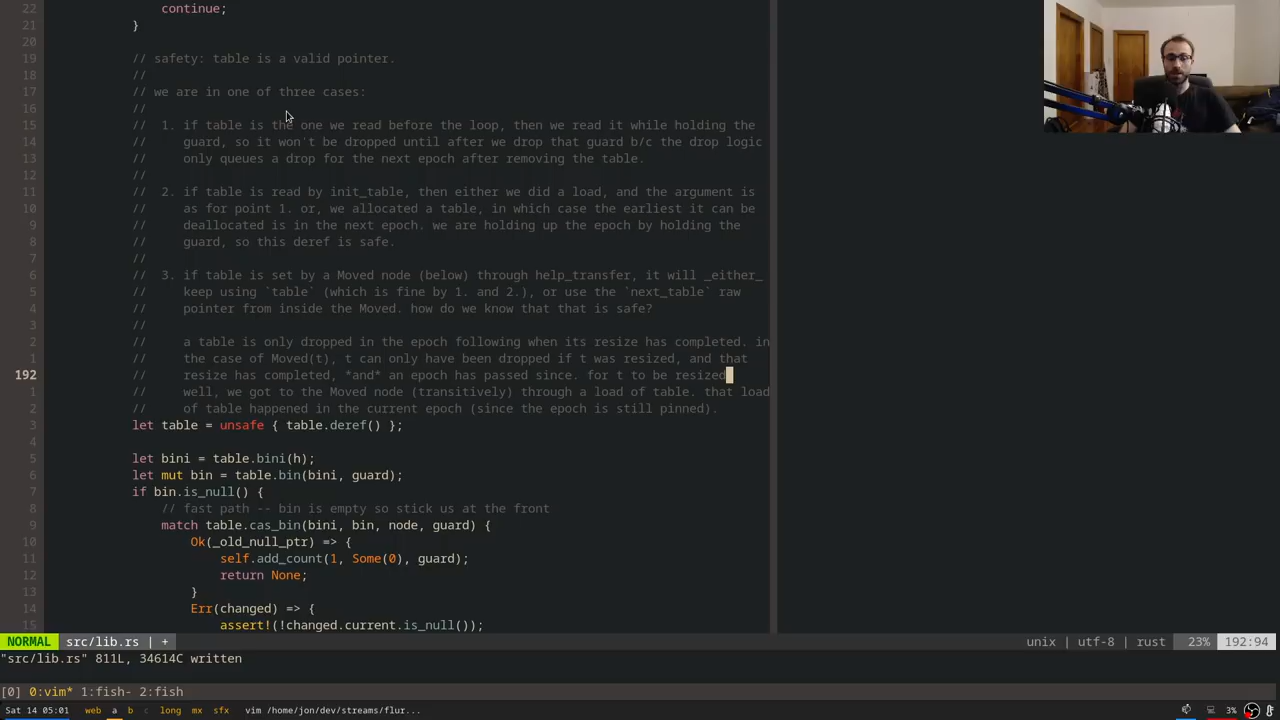 22 continue;
21 }
20
19 // safety: table is a valid pointer.
18 //
17 // we are in one of three cases:
16 //
15 // 1. if table is the one we read before the loop, then we read it while holding the
14 // guard, so it won't be dropped until after we drop that guard b/c the drop logic
13 // only queues a drop for the next epoch after removing the table.
12 //
11 // 2. if table is read by init_table, then either we did a load, and the argument is
10 // as for point 1. or, we allocated a table, in which case the earliest it can be
9 // deallocated is in the next epoch. we are holding up the epoch by holding the
8 // guard, so this deref is safe.
7 //
6 // 3. if table is set by a Moved node (below) through help_transfer, it will _either_
5 // keep using `table` (which is fine by 1. and 2.), or use the `next_table` raw
4 // pointer from inside the Moved. how do we know that that is safe?
3 //
2 // a table is only dropped in the epoch following when its resize has completed. in
1 // the case of Moved(t), t can only have been dropped if t was resized, and that
192 // resize has completed, *and* an epoch has passed since. for t to be resized
1 // well, we got to the Moved node (transitively) through a load of table. that load
2 // of table happened in the current epoch (since the epoch is still pinned).
3 let table = unsafe { table.deref() };
4
5 let bini = table.bini(h);
6 let mut bin = table.bin(bini, guard);
7 if bin.is_null() {
8 // fast path -- bin is empty so stick us at the front
9 match table.cas_bin(bini, bin, node, guard) {
10 Ok(_old_null_ptr) => {
11 self.add_count(1, Some(0), guard);
12 return None;
13 }
14 Err(changed) => {
15 assert!(!changed.current.is_null());
NORMAL src/lib.rs | + unix | utf-8 | rust 23% 192:94
"src/lib.rs" 811L, 34614C written
[0] 0:vim* 1:fish- 2:fish
Sat 14 05:01 web a b c long mx sfx vim /home/jon/dev/streams/flur... 3%